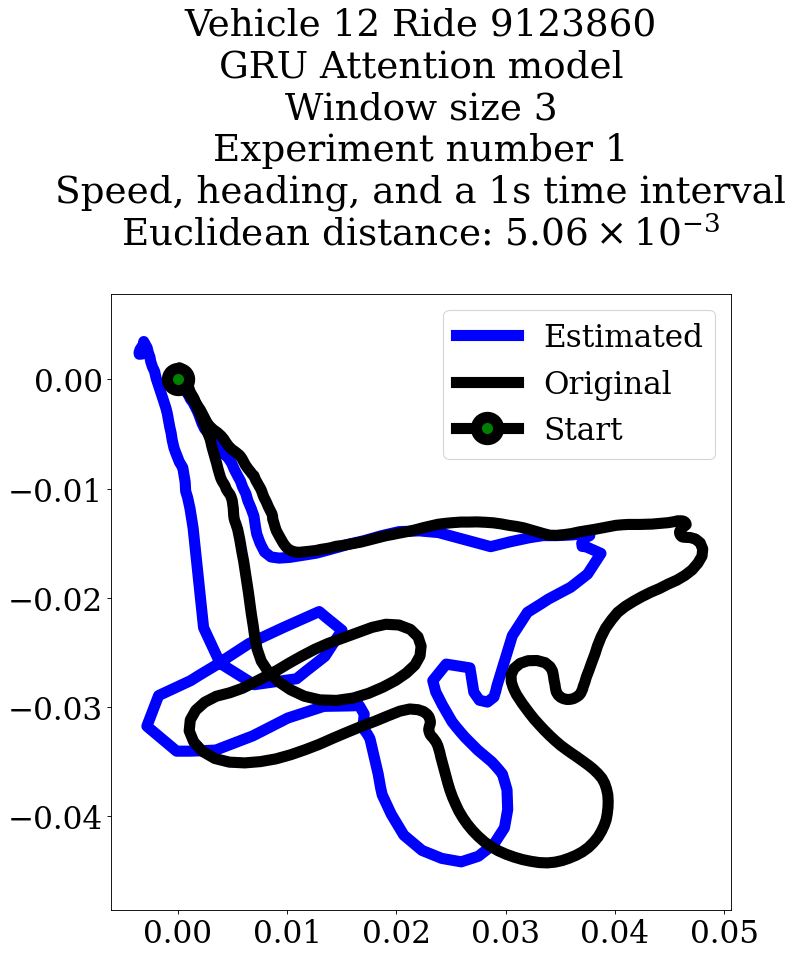 Vehicle 12 Ride 9123860
GRU Attention model
Window size 3
Experiment number 1
Speed, heading, and a 1s time interval
Euclidean distance: 5.06 × 10⁻³
Estimated
Original
Start
0.00
−0.01
−0.02
−0.03
−0.04
0.00 0.01 0.02 0.03 0.04 0.05